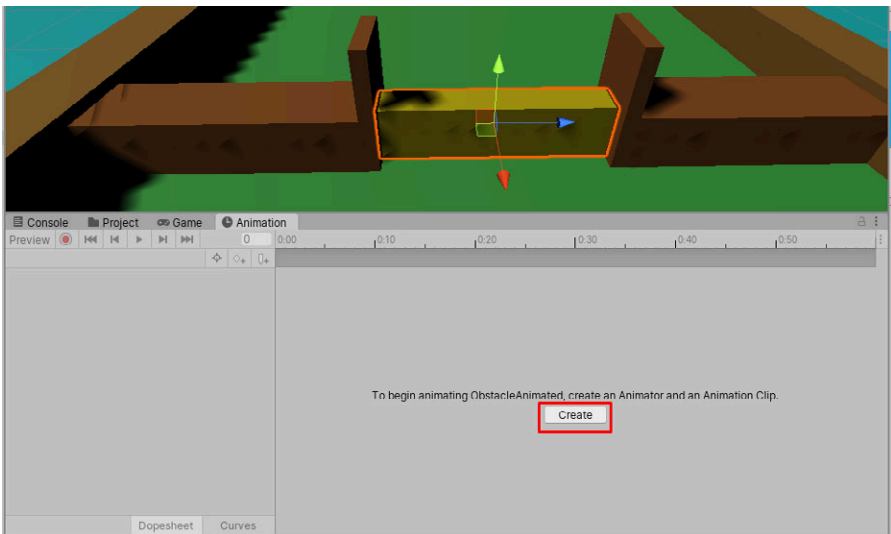 Console Project Game Animation
Preview 0 0:00 0:10 0:20 0:30 0:40 0:50
To begin animating ObstacleAnimated, create an Animator and an Animation Clip.
Create
Dopesheet Curves